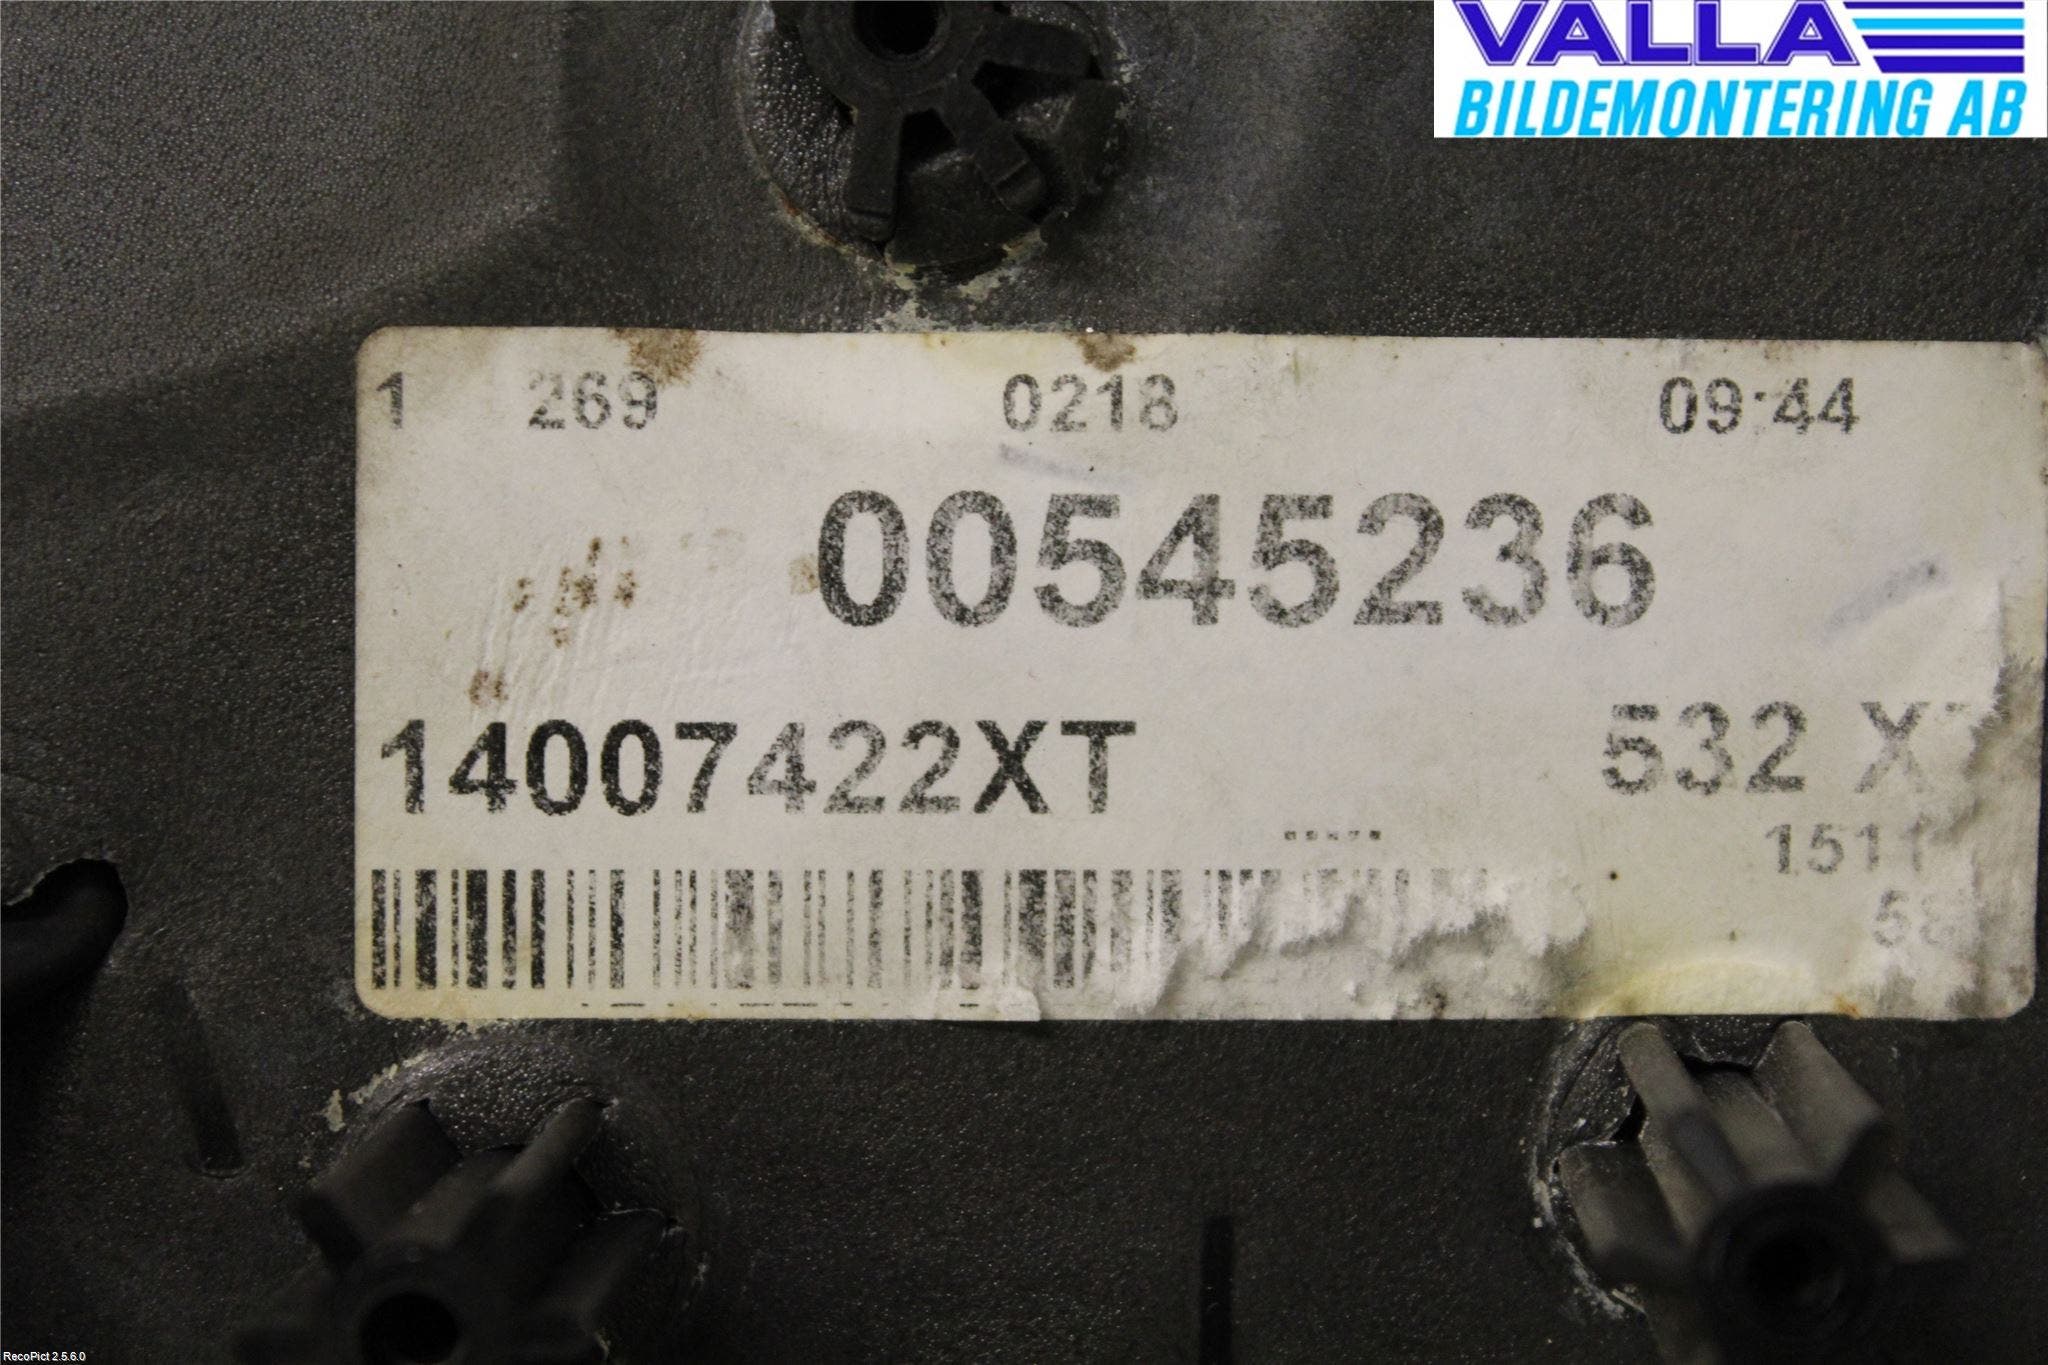 VALLA
BILDEMONTERING AB
1 269 0218 09:44
00545236
14007422XT 532
1511
RecoPict 2.5.6.0